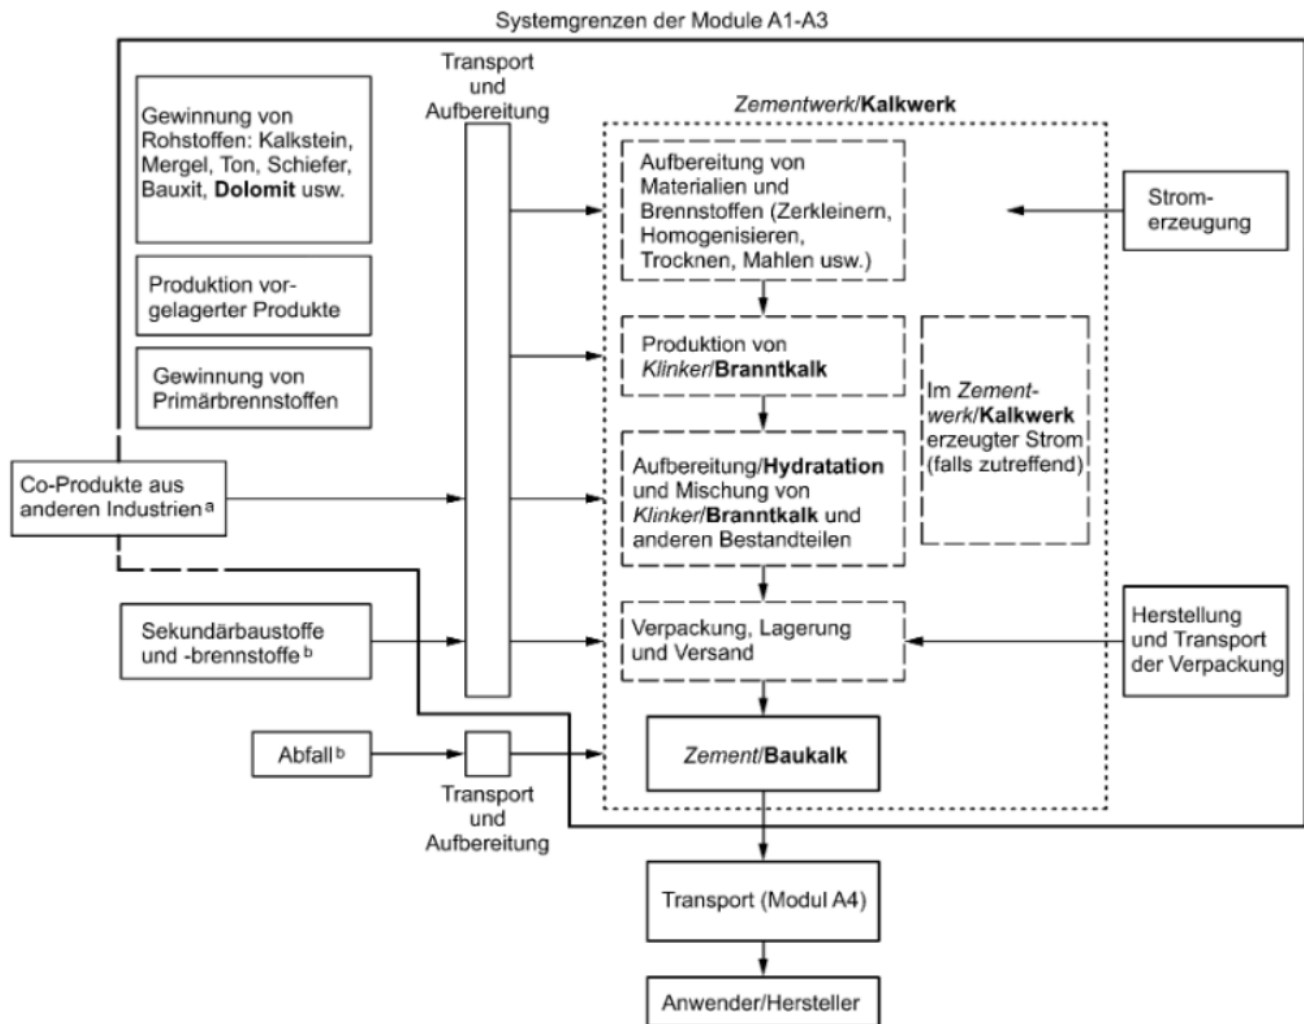 Systemgrenzen der Module A1-A3
Transport
und
Aufbereitung
Gewinnung von
Rohstoffen: Kalkstein,
Mergel, Ton, Schiefer,
Bauxit, Dolomit usw.
Produktion vor-
gelagerter Produkte
Gewinnung von
Primärbrennstoffen
Co-Produkte aus
anderen Industrien a
Sekundärbaustoffe
und -brennstoffe b
Abfall b
Transport
und
Aufbereitung
Zementwerk/Kalkwerk
Aufbereitung von
Materialien und
Brennstoffen (Zerkleinern,
Homogenisieren,
Trocknen, Mahlen usw.)
Produktion von
Klinker/Branntkalk
Aufbereitung/Hydratation
und Mischung von
Klinker/Branntkalk und
anderen Bestandteilen
Verpackung, Lagerung
und Versand
Zement/Baukalk
Im Zement-
werk/Kalkwerk
erzeugter Strom
(falls zutreffend)
Strom-
erzeugung
Herstellung
und Transport
der Verpackung
Transport (Modul A4)
Anwender/Hersteller